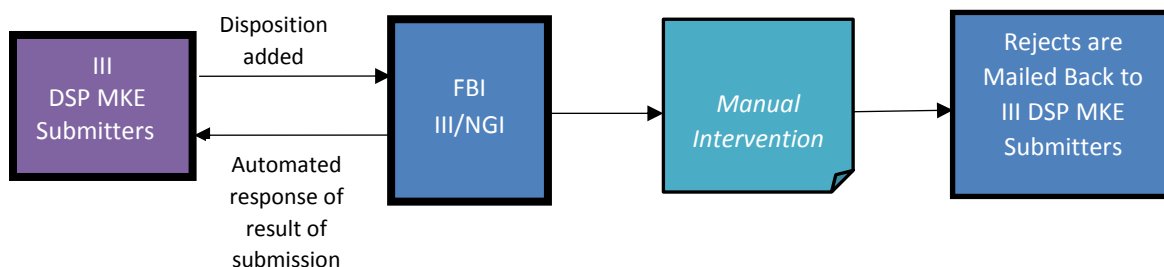 III
DSP MKE
Submitters
Disposition
added
Automated
response of
result of
submission
FBI
III/NGI
Manual
Intervention
Rejects are
Mailed Back to
III DSP MKE
Submitters